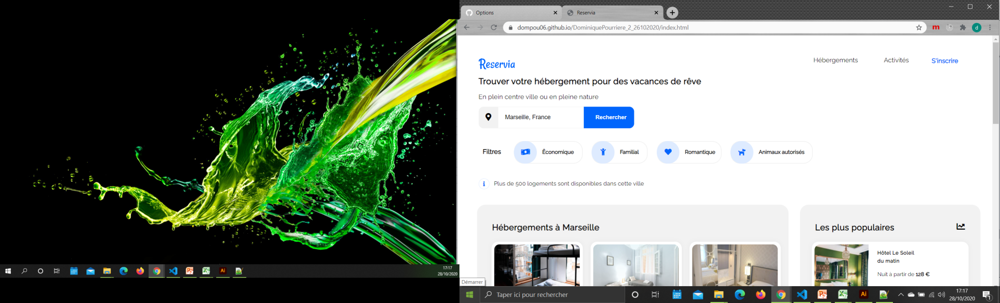 17:17
28/10/2020
Options
Reservia
dompou06.github.io/DominiquePourriere_2_26102020/index.html
m
d
Reservia
Hébergements
Activités
S'inscrire
Trouver votre hébergement pour des vacances de rêve
En plein centre ville ou en pleine nature
Marseille, France
Rechercher
Filtres
Économique
Familial
Romantique
Animaux autorisés
Plus de 500 logements sont disponibles dans cette ville
Hébergements à Marseille
Les plus populaires
Hôtel Le Soleil
du matin
Nuit à partir de 128 €
Démarrer
Taper ici pour rechercher
Ai
17:17
28/10/2020
1